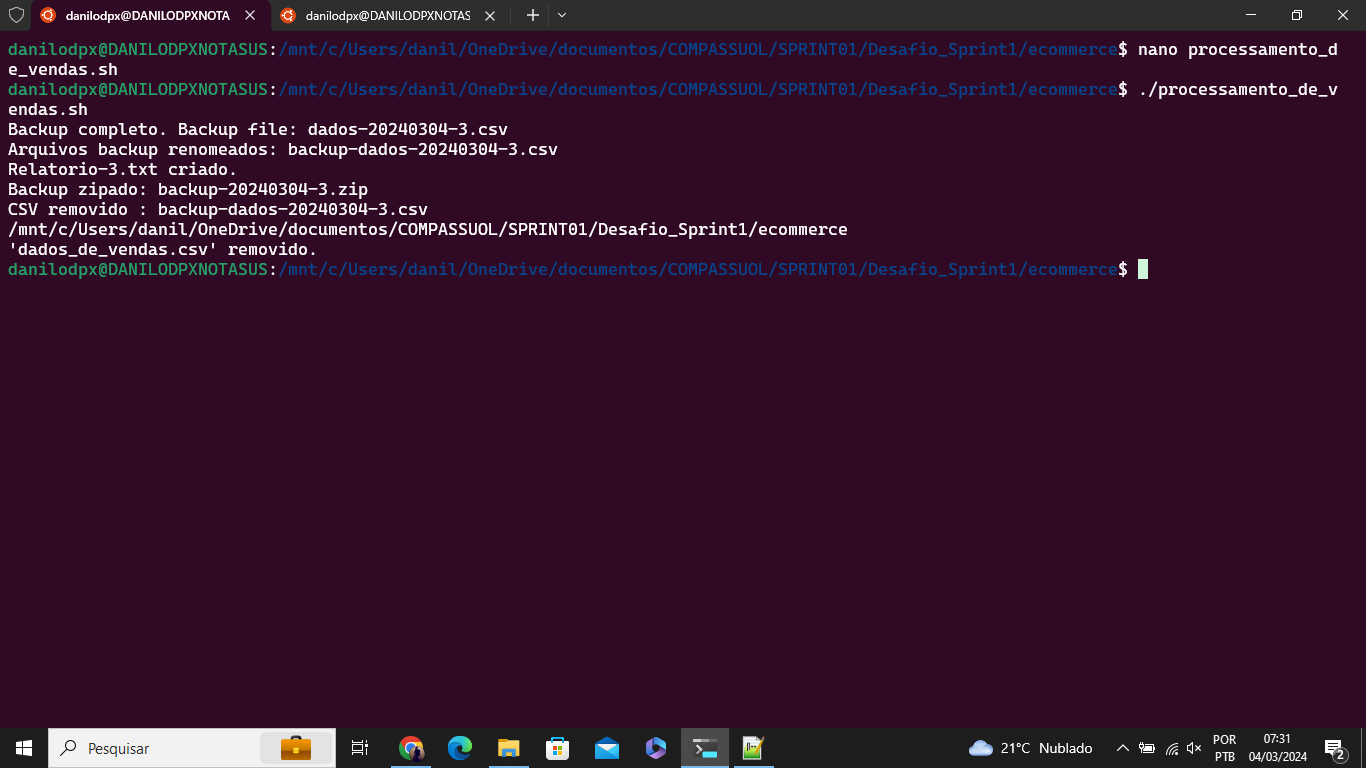 danilodpx@DANILODPXNOTA
danilodpx@DANILODPXNOTAS
danilodpx@DANILODPXNOTASUS:/mnt/c/Users/danil/OneDrive/documentos/COMPASSUOL/SPRINT01/Desafio_Sprint1/ecommerce$ nano processamento_d
e_vendas.sh
danilodpx@DANILODPXNOTASUS:/mnt/c/Users/danil/OneDrive/documentos/COMPASSUOL/SPRINT01/Desafio_Sprint1/ecommerce$ ./processamento_de_v
endas.sh
Backup completo. Backup file: dados-20240304-3.csv
Arquivos backup renomeados: backup-dados-20240304-3.csv
Relatorio-3.txt criado.
Backup zipado: backup-20240304-3.zip
CSV removido : backup-dados-20240304-3.csv
/mnt/c/Users/danil/OneDrive/documentos/COMPASSUOL/SPRINT01/Desafio_Sprint1/ecommerce
'dados_de_vendas.csv' removido.
danilodpx@DANILODPXNOTASUS:/mnt/c/Users/danil/OneDrive/documentos/COMPASSUOL/SPRINT01/Desafio_Sprint1/ecommerce$
Pesquisar
21°C Nublado
POR
PTB
07:31
04/03/2024
2